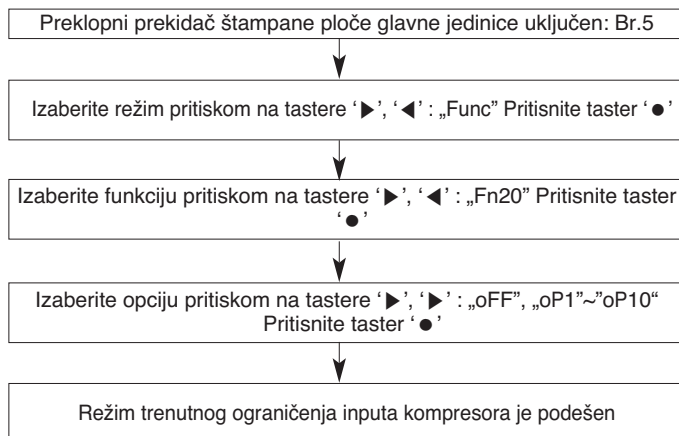 Preklopni prekidač štampane ploče glavne jedinice uključen: Br.5
Izaberite režim pritiskom na tastere ‘▶’, ‘◀’ : „Func” Pritisnite taster ‘●’
Izaberite funkciju pritiskom na tastere ‘▶’, ‘◀’ : „Fn20” Pritisnite taster
‘●’
Izaberite opciju pritiskom na tastere ‘▶’, ‘▶’ : „oFF”, „oP1”~”oP10“
Pritisnite taster ‘●’
Režim trenutnog ograničenja inputa kompresora je podešen